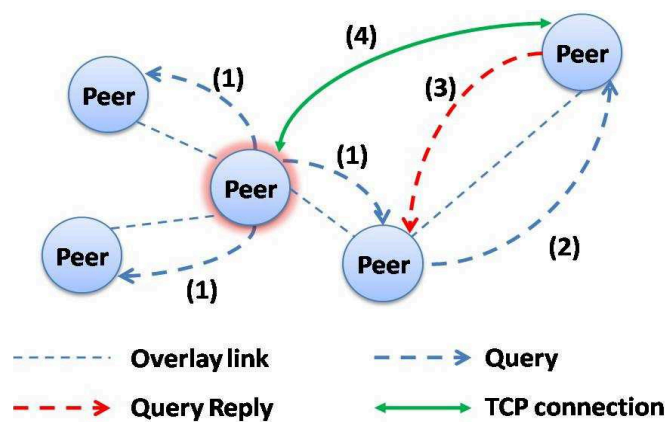 (4)
Peer
(1)
Peer
(3)
(1)
Peer
Peer
(2)
Peer
(1)
Overlay link
Query
Query Reply
TCP connection